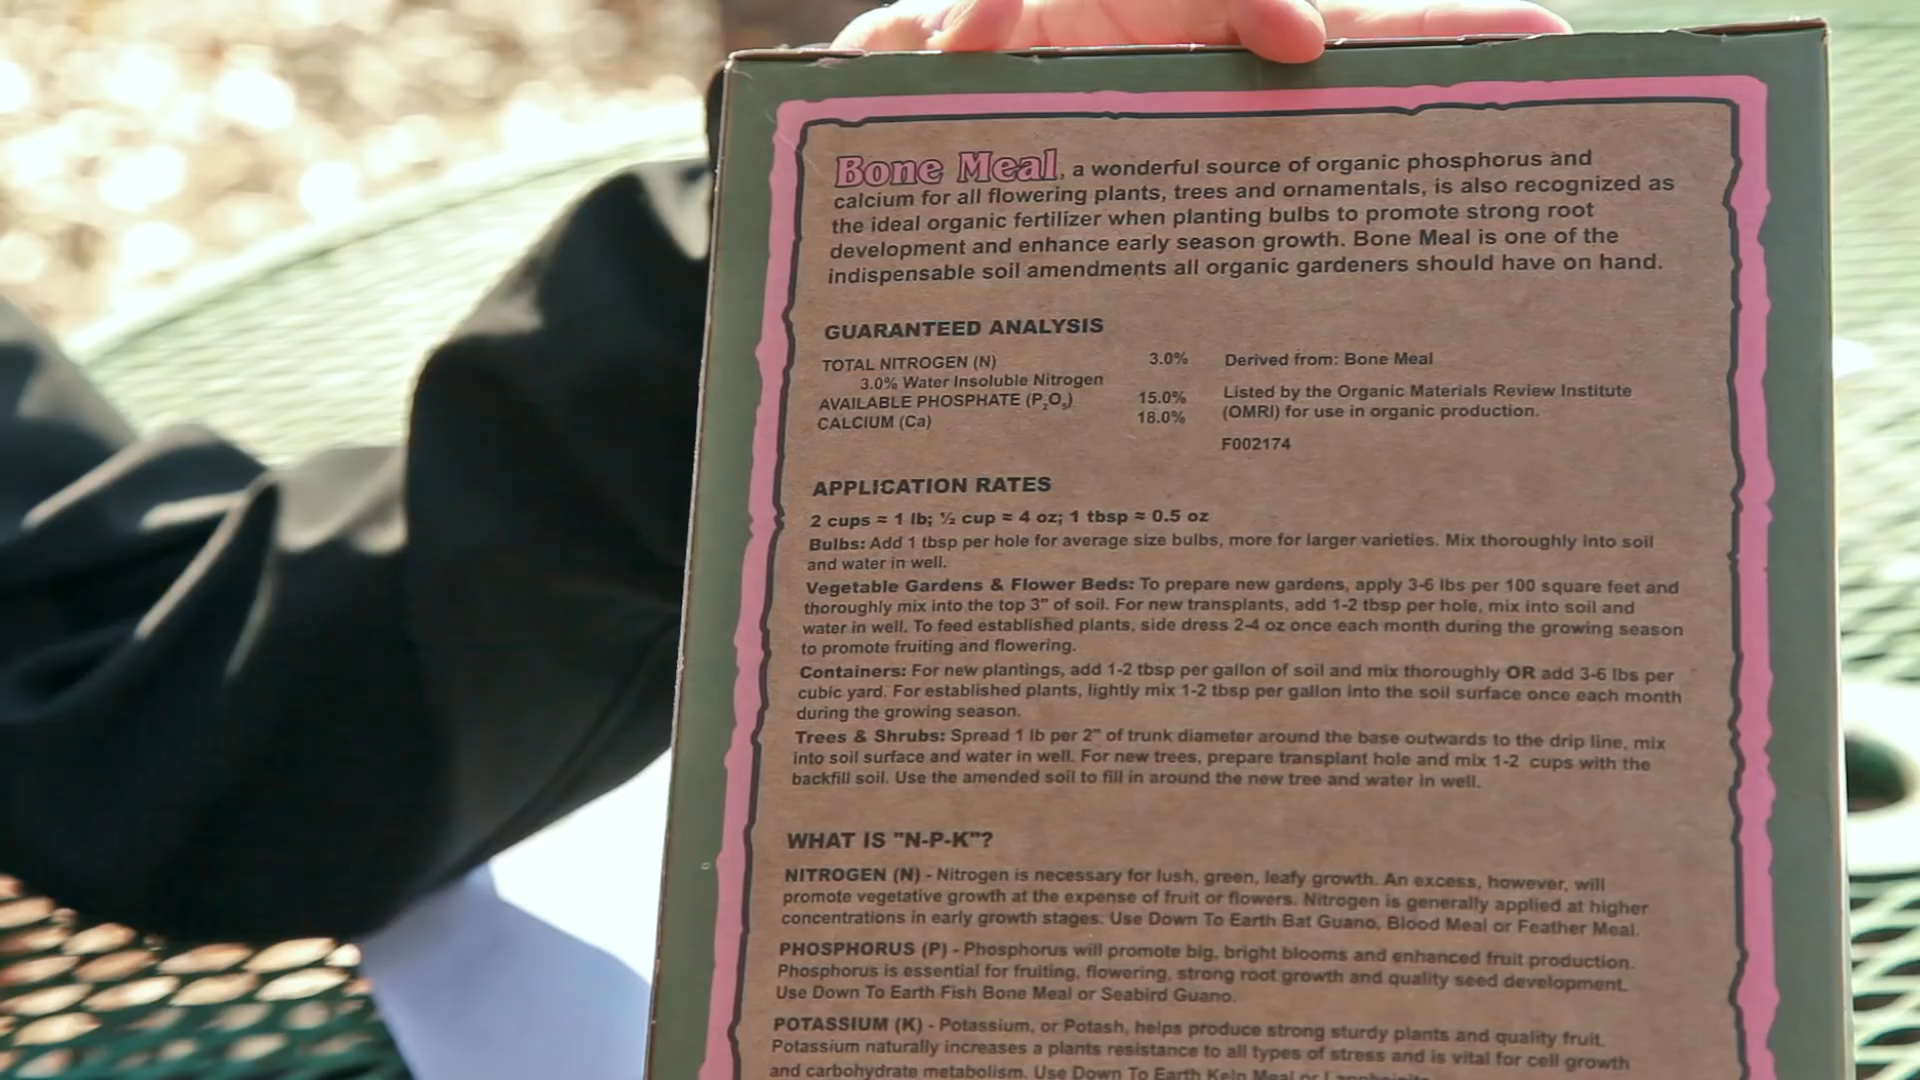 Bone Meal, a wonderful source of organic phosphorus and
calcium for all flowering plants, trees and ornamentals, is also recognized as
the ideal organic fertilizer when planting bulbs to promote strong root
development and enhance early season growth. Bone Meal is one of the
indispensable soil amendments all organic gardeners should have on hand.
GUARANTEED ANALYSIS
TOTAL NITROGEN (N) 3.0%
3.0% Water Insoluble Nitrogen
AVAILABLE PHOSPHATE (P₂O₅) 15.0%
CALCIUM (Ca) 18.0%
Derived from: Bone Meal
Listed by the Organic Materials Review Institute
(OMRI) for use in organic production.
F002174
APPLICATION RATES
2 cups ≈ 1 lb; ½ cup ≈ 4 oz; 1 tbsp ≈ 0.5 oz
Bulbs: Add 1 tbsp per hole for average size bulbs, more for larger varieties. Mix thoroughly into soil
and water in well.
Vegetable Gardens & Flower Beds: To prepare new gardens, apply 3-6 lbs per 100 square feet and
thoroughly mix into the top 3" of soil. For new transplants, add 1-2 tbsp per hole, mix into soil and
water in well. To feed established plants, side dress 2-4 oz once each month during the growing season
to promote fruiting and flowering.
Containers: For new plantings, add 1-2 tbsp per gallon of soil and mix thoroughly OR add 3-6 lbs per
cubic yard. For established plants, lightly mix 1-2 tbsp per gallon into the soil surface once each month
during the growing season.
Trees & Shrubs: Spread 1 lb per 2" of trunk diameter around the base outwards to the drip line, mix
into soil surface and water in well. For new trees, prepare transplant hole and mix 1-2 cups with the
backfill soil. Use the amended soil to fill in around the new tree and water in well.
WHAT IS "N-P-K"?
NITROGEN (N) - Nitrogen is necessary for lush, green, leafy growth. An excess, however, will
promote vegetative growth at the expense of fruit or flowers. Nitrogen is generally applied at higher
concentrations in early growth stages. Use Down To Earth Bat Guano, Blood Meal or Feather Meal.
PHOSPHORUS (P) - Phosphorus will promote big, bright blooms and enhanced fruit production.
Phosphorus is essential for fruiting, flowering, strong root growth and quality seed development.
Use Down To Earth Fish Bone Meal or Seabird Guano.
POTASSIUM (K) - Potassium, or Potash, helps produce strong sturdy plants and quality fruit.
Potassium naturally increases a plants resistance to all types of stress and is vital for cell growth
and carbohydrate metabolism. Use Down To Earth Kelp Meal or